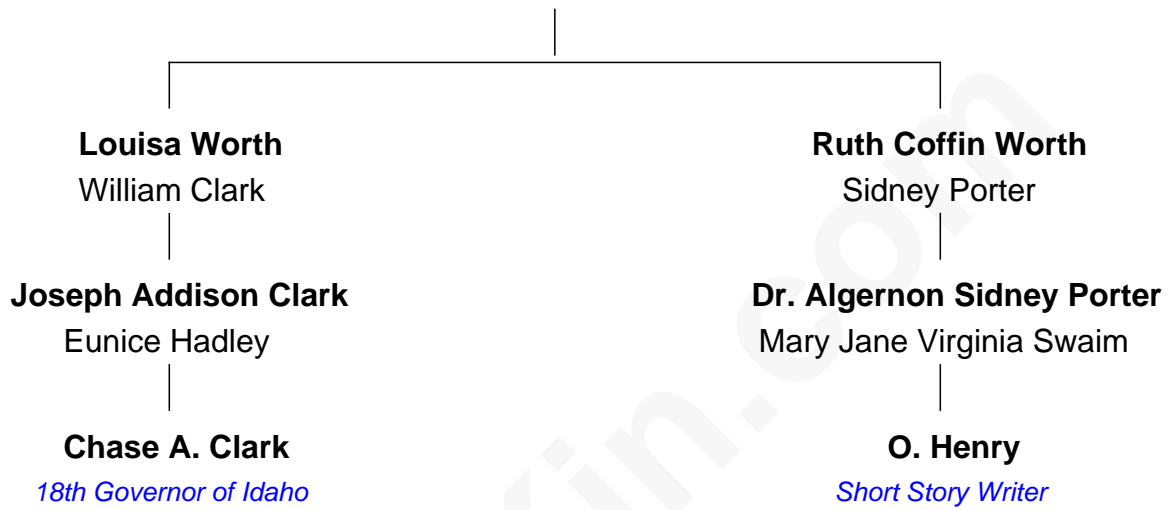 Louisa Worth
William Clark
Ruth Coffin Worth
Sidney Porter
Joseph Addison Clark
Eunice Hadley
Dr. Algernon Sidney Porter
Mary Jane Virginia Swaim
Chase A. Clark
18th Governor of Idaho
O. Henry
Short Story Writer